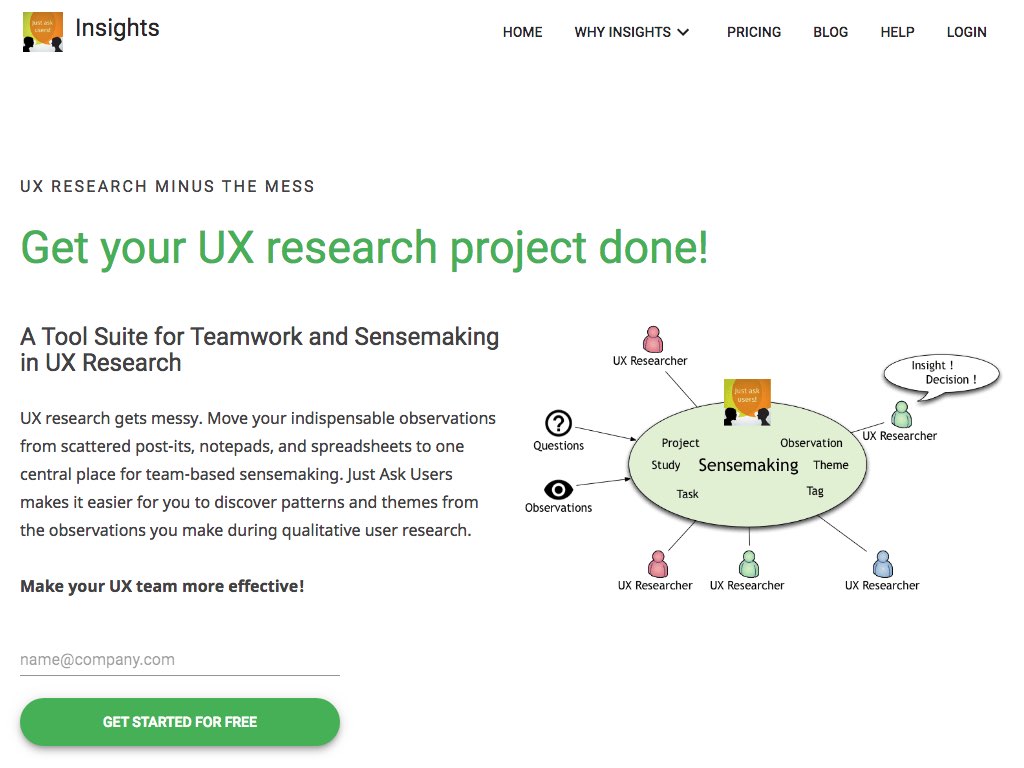 just ask
users!
Insights
HOME
WHY INSIGHTS
PRICING
BLOG
HELP
LOGIN
UX RESEARCH MINUS THE MESS
Get your UX research project done!
A Tool Suite for Teamwork and Sensemaking
in UX Research
UX research gets messy. Move your indispensable observations
from scattered post-its, notepads, and spreadsheets to one
central place for team-based sensemaking. Just Ask Users
makes it easier for you to discover patterns and themes from
the observations you make during qualitative user research.
Make your UX team more effective!
name@company.com
GET STARTED FOR FREE
UX Researcher
Insight !
Decision !
just ask
users!
UX Researcher
Questions
Project
Observation
Study
Sensemaking
Theme
Task
Tag
Observations
UX Researcher
UX Researcher
UX Researcher